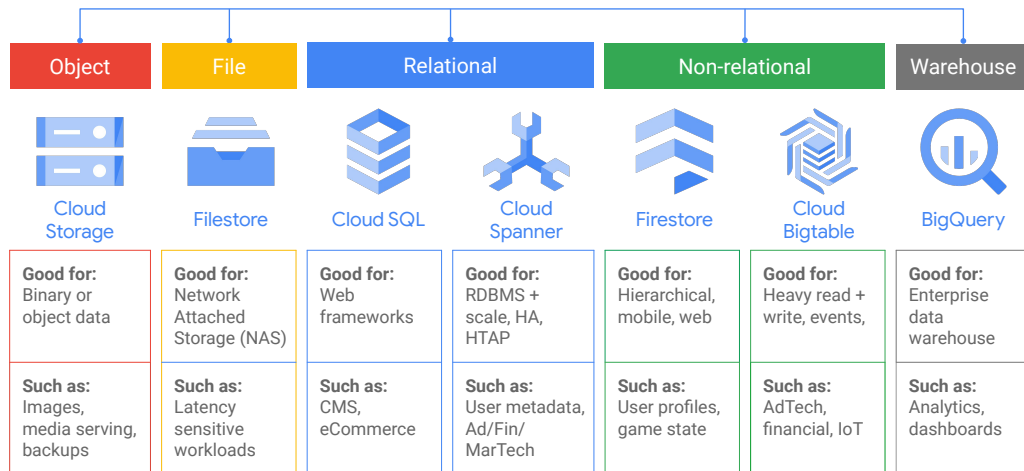 Object
File
Relational
Non-relational
Warehouse
Cloud
Storage
Filestore
Cloud SQL
Cloud
Spanner
Firestore
Cloud
Bigtable
BigQuery
Good for:
Binary or
object data
Good for:
Network
Attached
Storage (NAS)
Good for:
Web
frameworks
Good for:
RDBMS +
scale, HA,
HTAP
Good for:
Hierarchical,
mobile, web
Good for:
Heavy read +
write, events,
Good for:
Enterprise
data
warehouse
Such as:
Images,
media serving,
backups
Such as:
Latency
sensitive
workloads
Such as:
CMS,
eCommerce
Such as:
User metadata,
Ad/Fin/
MarTech
Such as:
User profiles,
game state
Such as:
AdTech,
financial, IoT
Such as:
Analytics,
dashboards